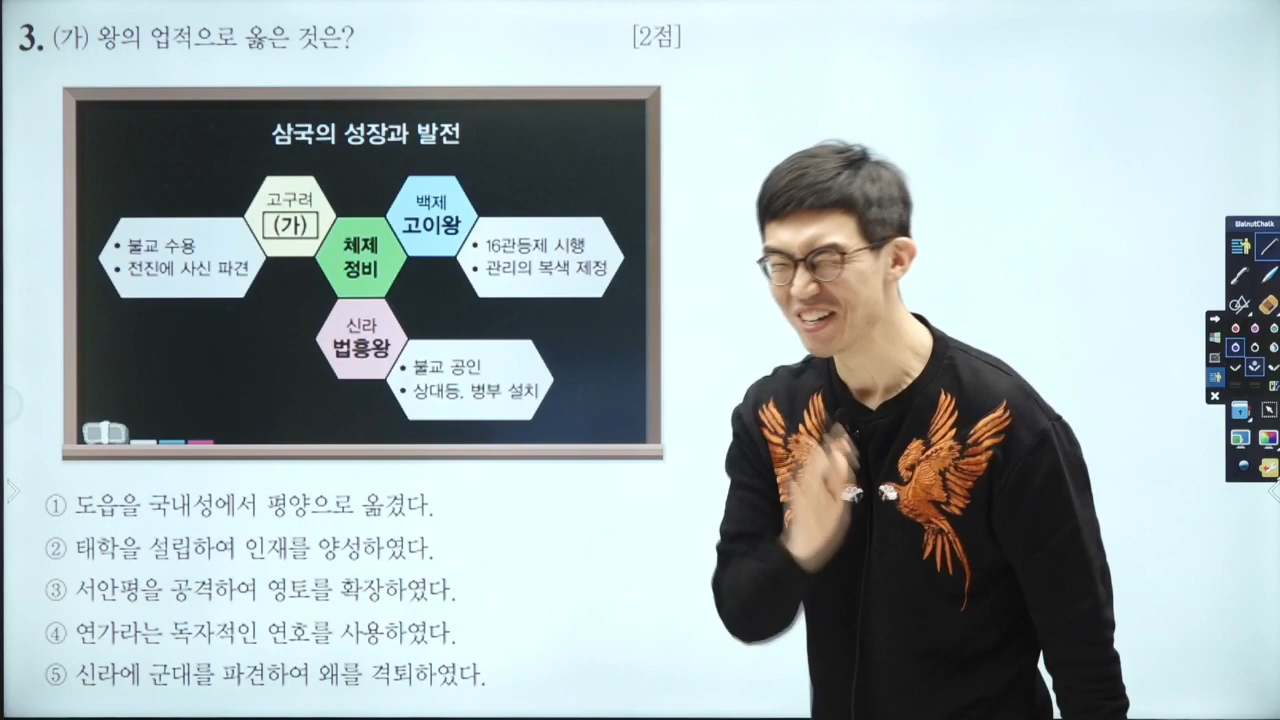 3. (가) 왕의 업적으로 옳은 것은? [2점]
삼국의 성장과 발전
고구려
(가)
• 불교 수용
• 전진에 사신 파견
체제
정비
백제
고이왕
• 16관등제 시행
• 관리의 복색 제정
신라
법흥왕
• 불교 공인
• 상대등, 병부 설치
① 도읍을 국내성에서 평양으로 옮겼다.
② 태학을 설립하여 인재를 양성하였다.
③ 서안평을 공격하여 영토를 확장하였다.
④ 연가라는 독자적인 연호를 사용하였다.
⑤ 신라에 군대를 파견하여 왜를 격퇴하였다.
WalnutChalk